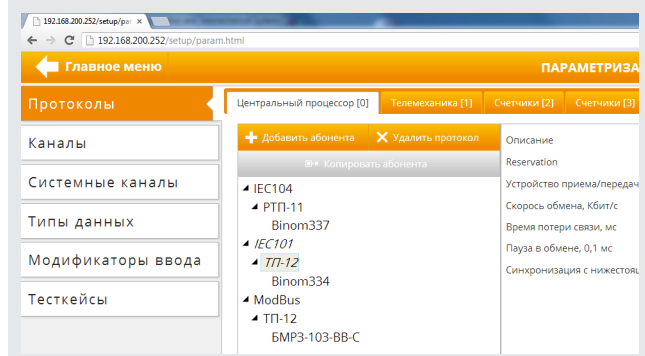 192.168.200.252/setup/par
192.168.200.252/setup/param.html
Главное меню
ПАРАМЕТРИЗА
Протоколы
Каналы
Системные каналы
Типы данных
Модификаторы ввода
Тесткейсы
Центральный процессор [0]
Телемеханика [1]
Счетчики [2]
Счетчики [3]
Добавить абонента
Удалить протокол
Копировать абонента
IEC104
РТП-11
Binom337
IEC101
ТП-12
Binom334
ModBus
ТП-12
БМРЗ-103-ВВ-С
Описание
Reservation
Устройство приема/передач
Скорось обмена, Кбит/с
Время потери связи, мс
Пауза в обмене, 0,1 мс
Синхронизация с нижестоящ